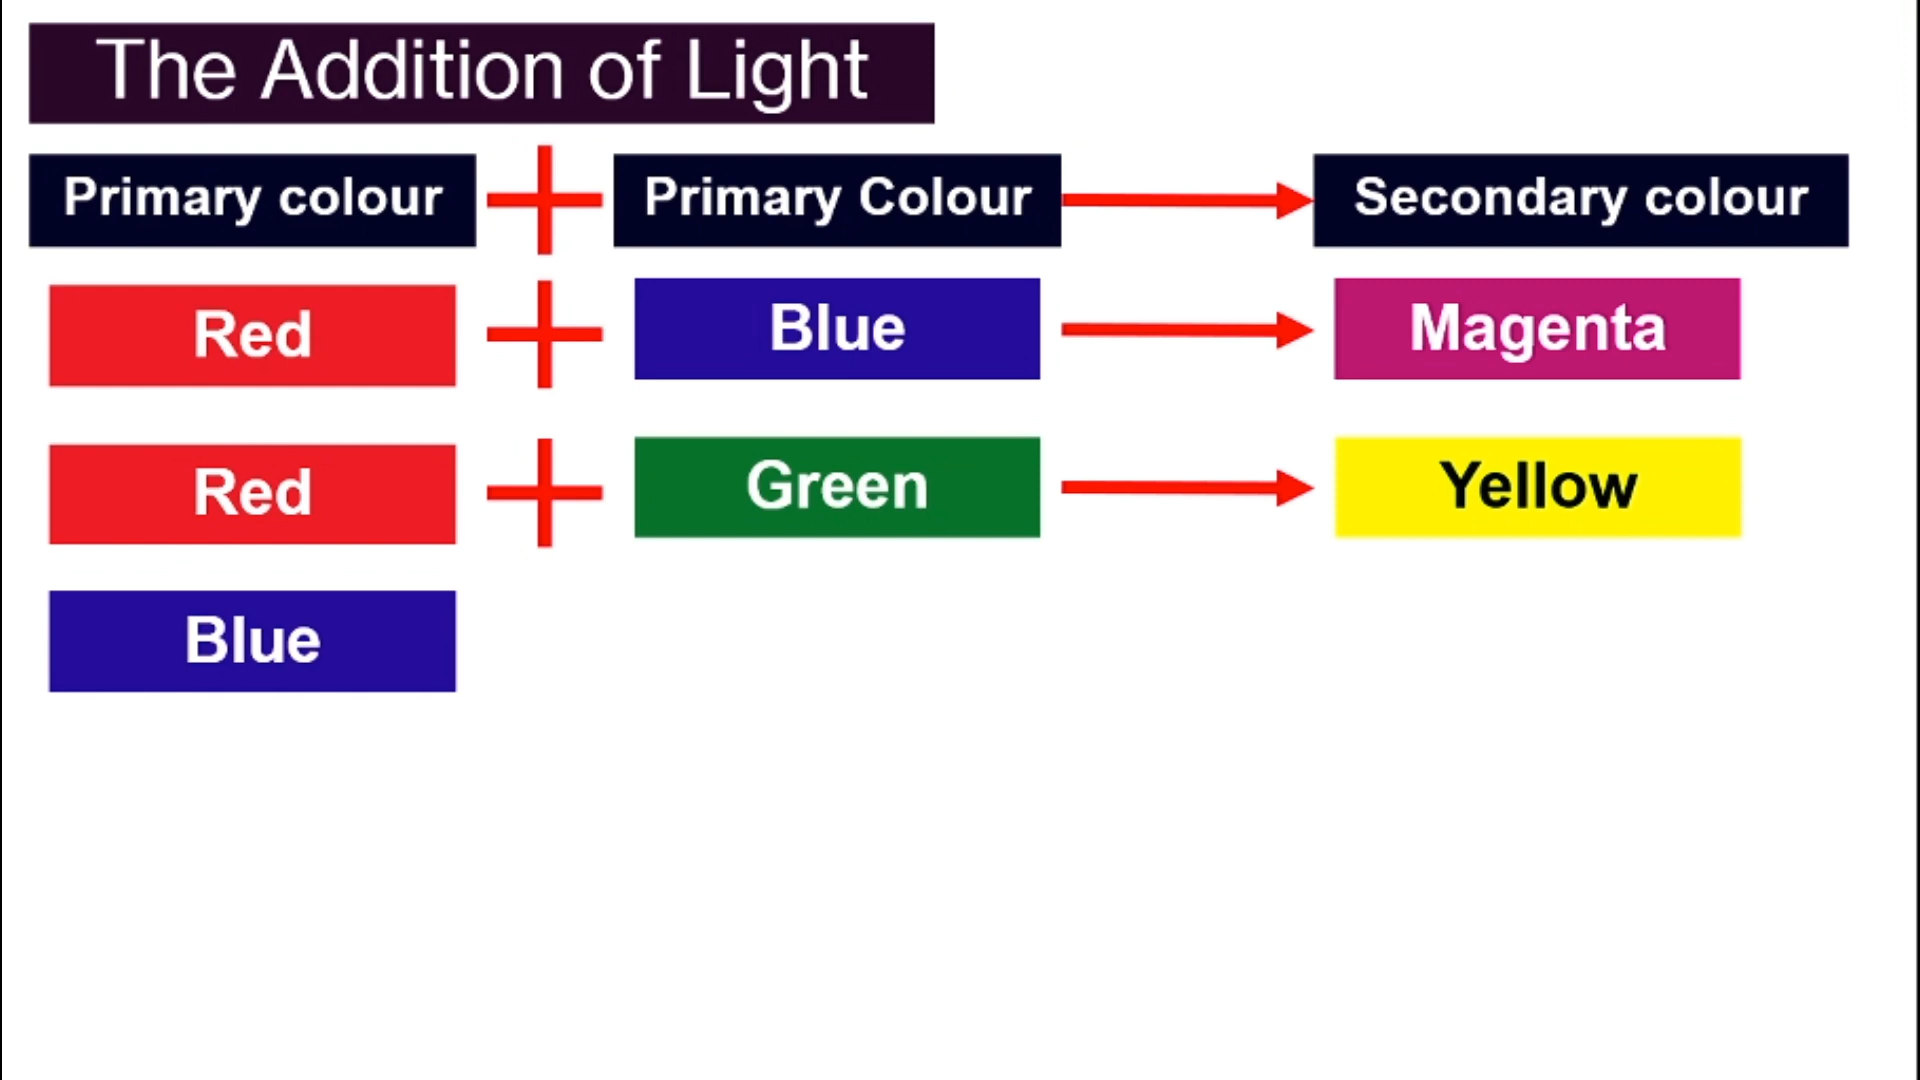 The Addition of Light
Primary colour Primary Colour Secondary colour
Red Blue Magenta
Red Green Yellow
Blue